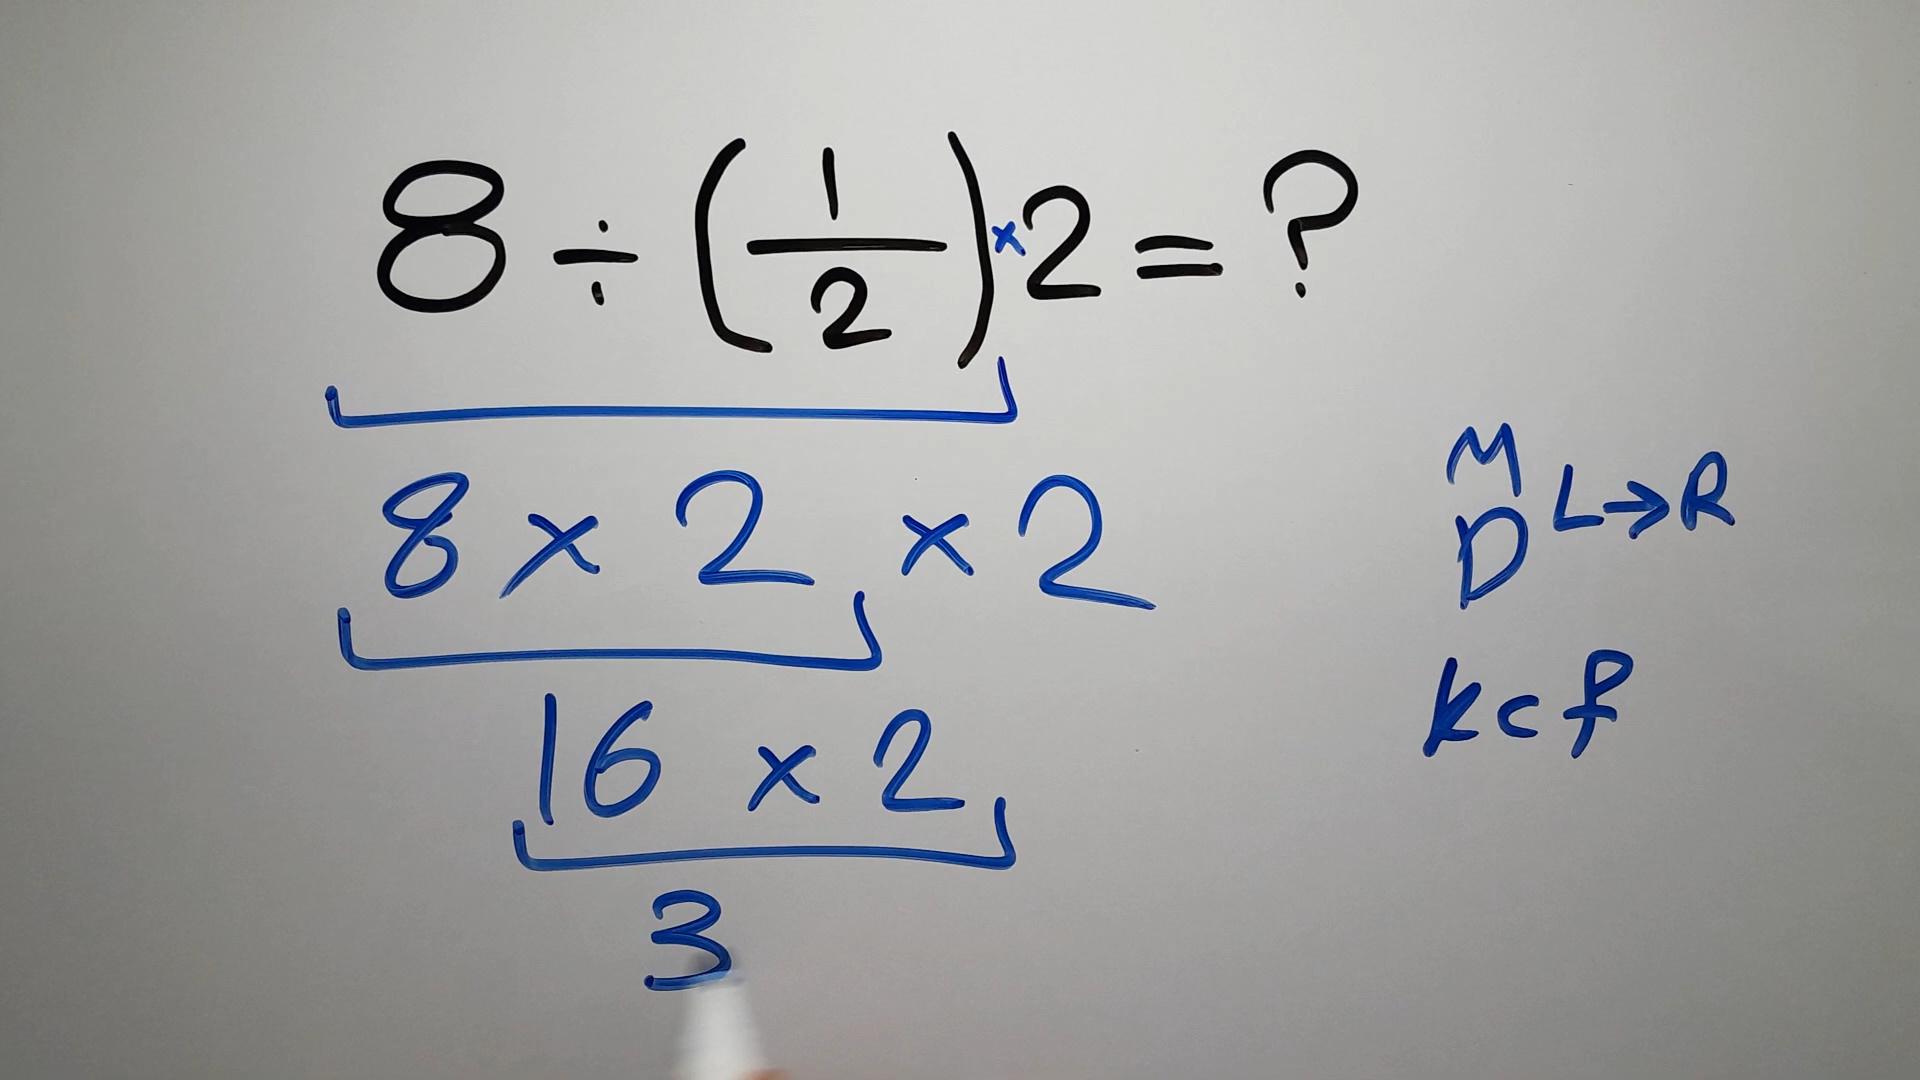 8 ÷ (1/2) × 2 = ?
8 × 2 × 2
M
D L→R
16 × 2
kcf
3